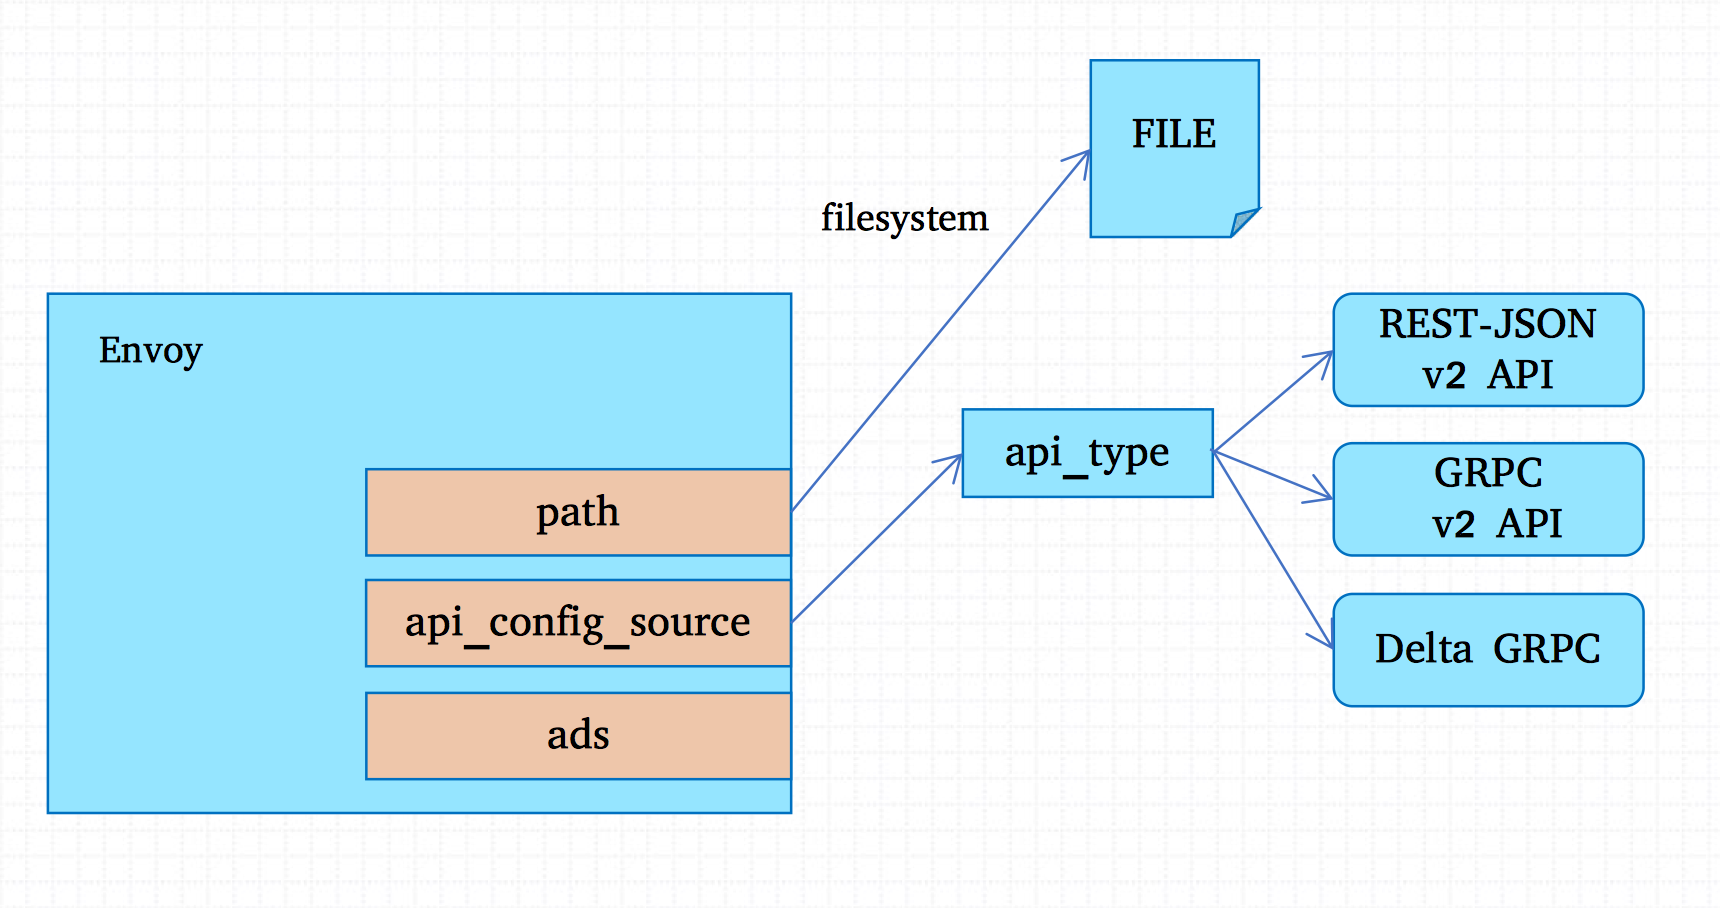 FILE
filesystem
Envoy
path
api_config_source
ads
api_type
REST-JSON
v2 API
GRPC
v2 API
Delta GRPC